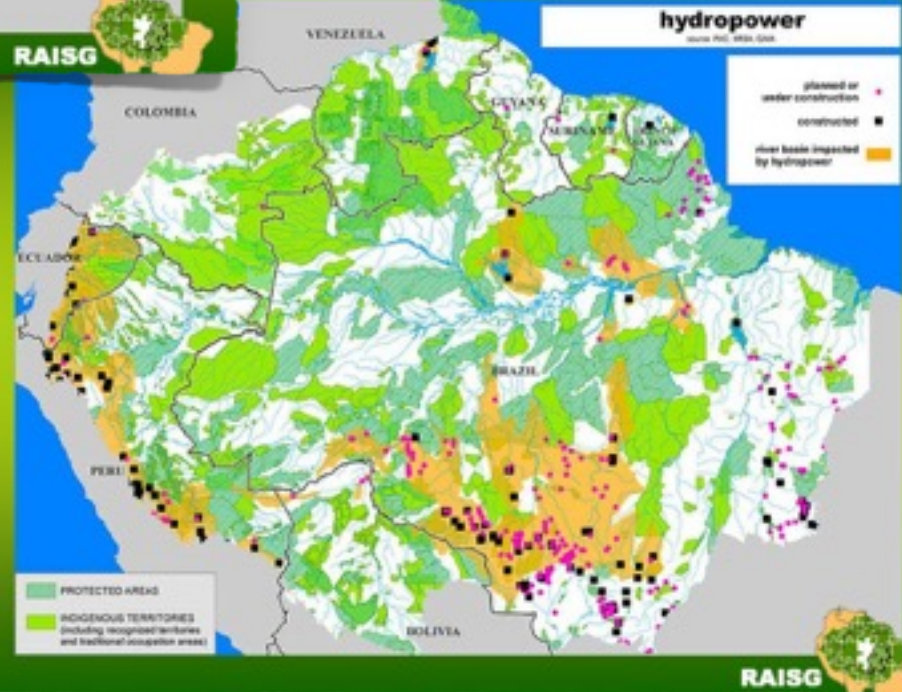 RAISG
hydropower
VENEZUELA
COLOMBIA
GUYANA
SURINAME
planned or
under construction
constructed
river basin impacted
by hydropower
ECUADOR
BRAZIL
PERU
BOLIVIA
PROTECTED AREAS
INDIGENOUS TERRITORIES
(including recognized territories
and traditional occupation areas)
RAISG